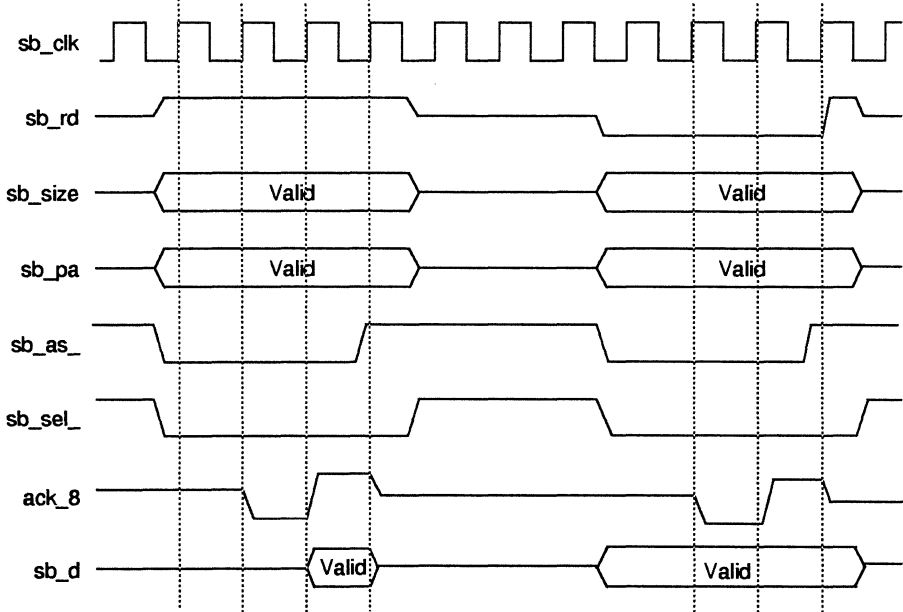 sb_clk
sb_rd
sb_size Valid Valid
sb_pa Valid Valid
sb_as_
sb_sel_
ack_8
sb_d Valid Valid